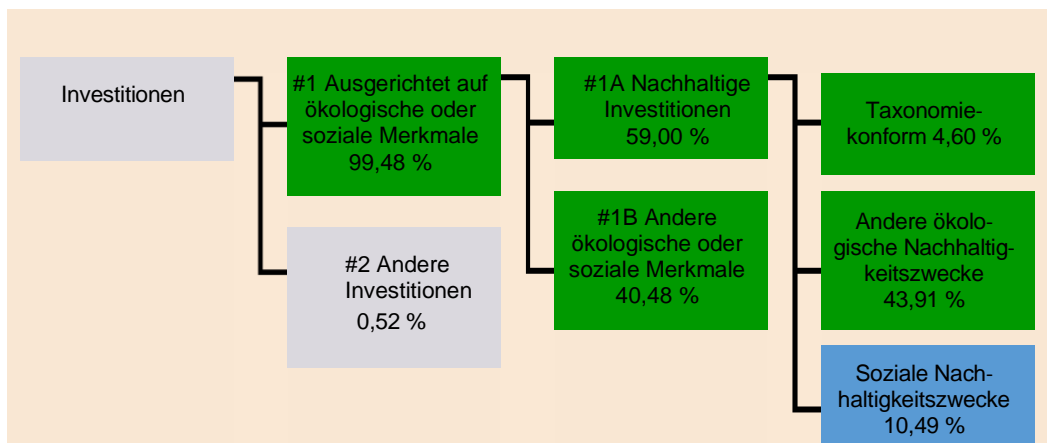 Investitionen
#1 Ausgerichtet auf
ökologische oder
soziale Merkmale
99,48 %
#2 Andere
Investitionen
0,52 %
#1A Nachhaltige
Investitionen
59,00 %
#1B Andere
ökologische oder
soziale Merkmale
40,48 %
Taxonomie-
konform 4,60 %
Andere ökolo-
gische Nachhaltig-
keitszwecke
43,91 %
Soziale Nach-
haltigkeitszwecke
10,49 %